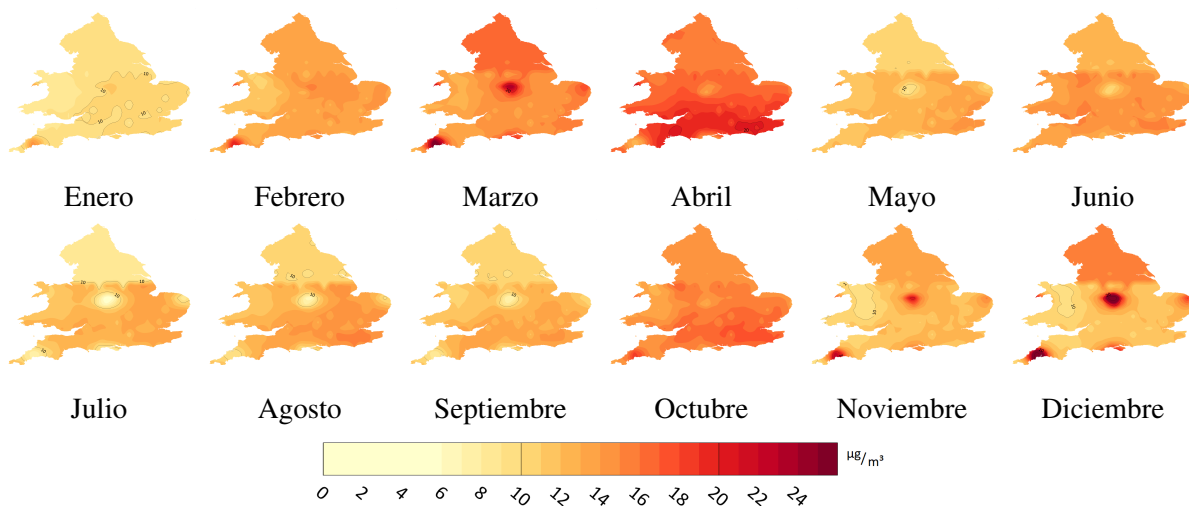 Enero Febrero Marzo Abril Mayo Junio
Julio Agosto Septiembre Octubre Noviembre Diciembre
µg/m³
0 2 4 6 8 10 12 14 16 18 20 22 24